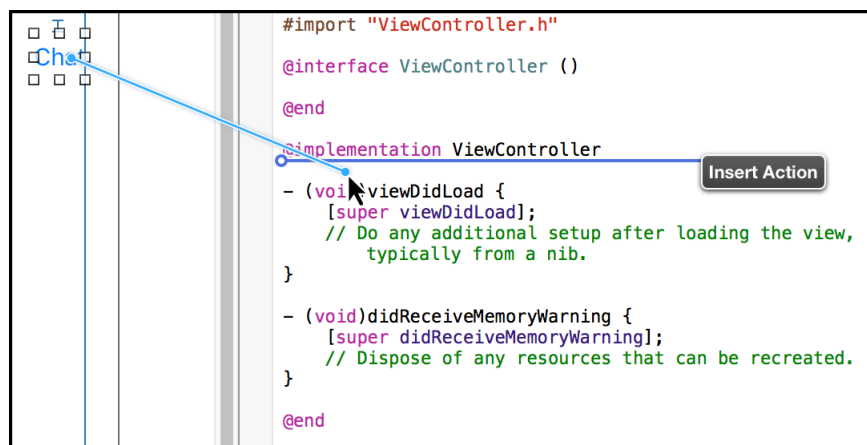 Chat
#import "ViewController.h"
@interface ViewController ()
@end
@implementation ViewController
Insert Action
- (void)viewDidLoad {
[super viewDidLoad];
// Do any additional setup after loading the view,
typically from a nib.
}
- (void)didReceiveMemoryWarning {
[super didReceiveMemoryWarning];
// Dispose of any resources that can be recreated.
}
@end